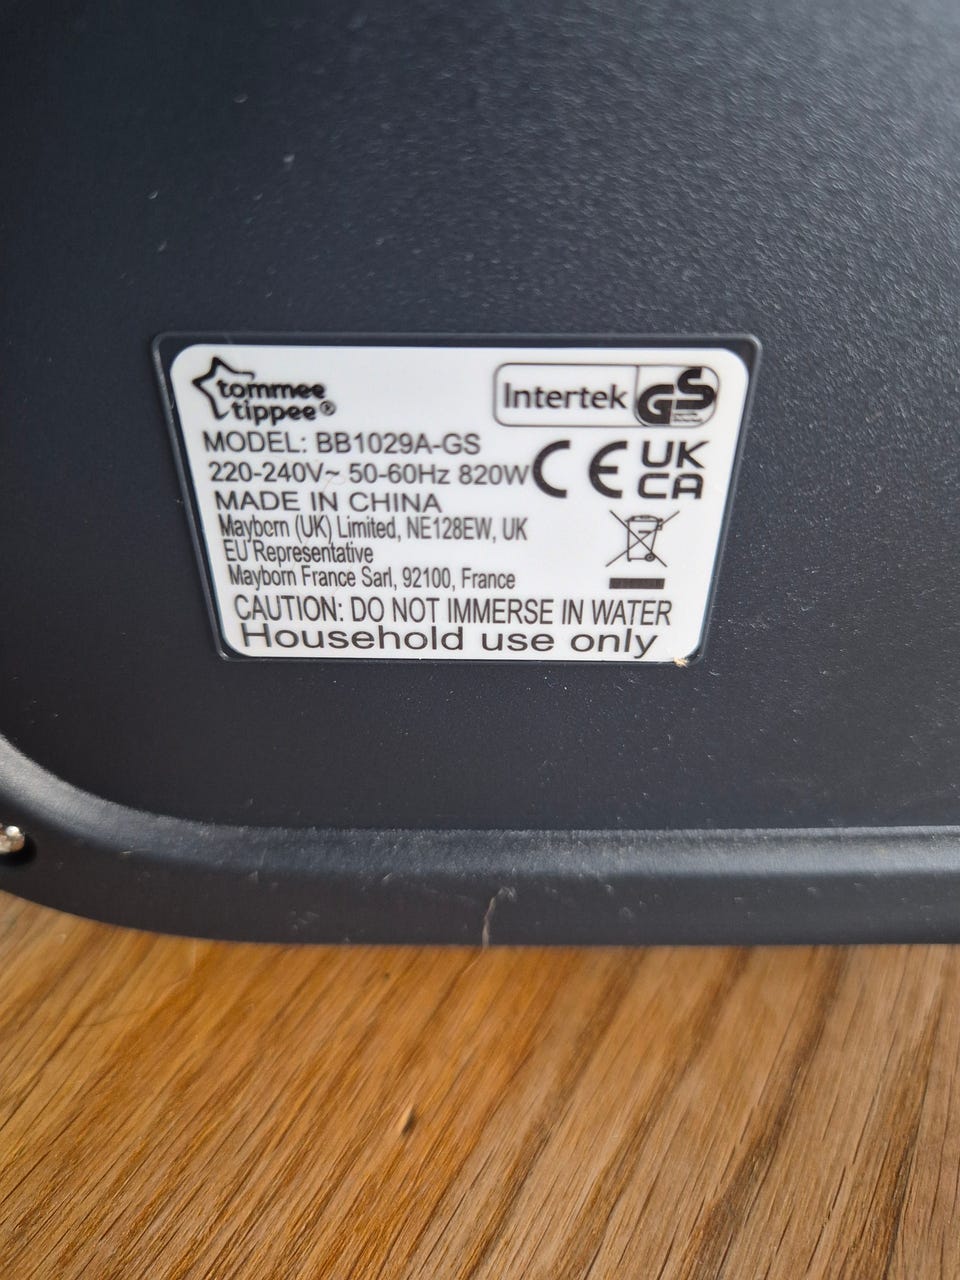 tommee
tippee®
Intertek GS
MODEL: BB1029A-GS
220-240V~ 50-60Hz 820W
CE UK
CA
MADE IN CHINA
Mayborn (UK) Limited, NE128EW, UK
EU Representative
Mayborn France Sarl, 92100, France
CAUTION: DO NOT IMMERSE IN WATER
Household use only